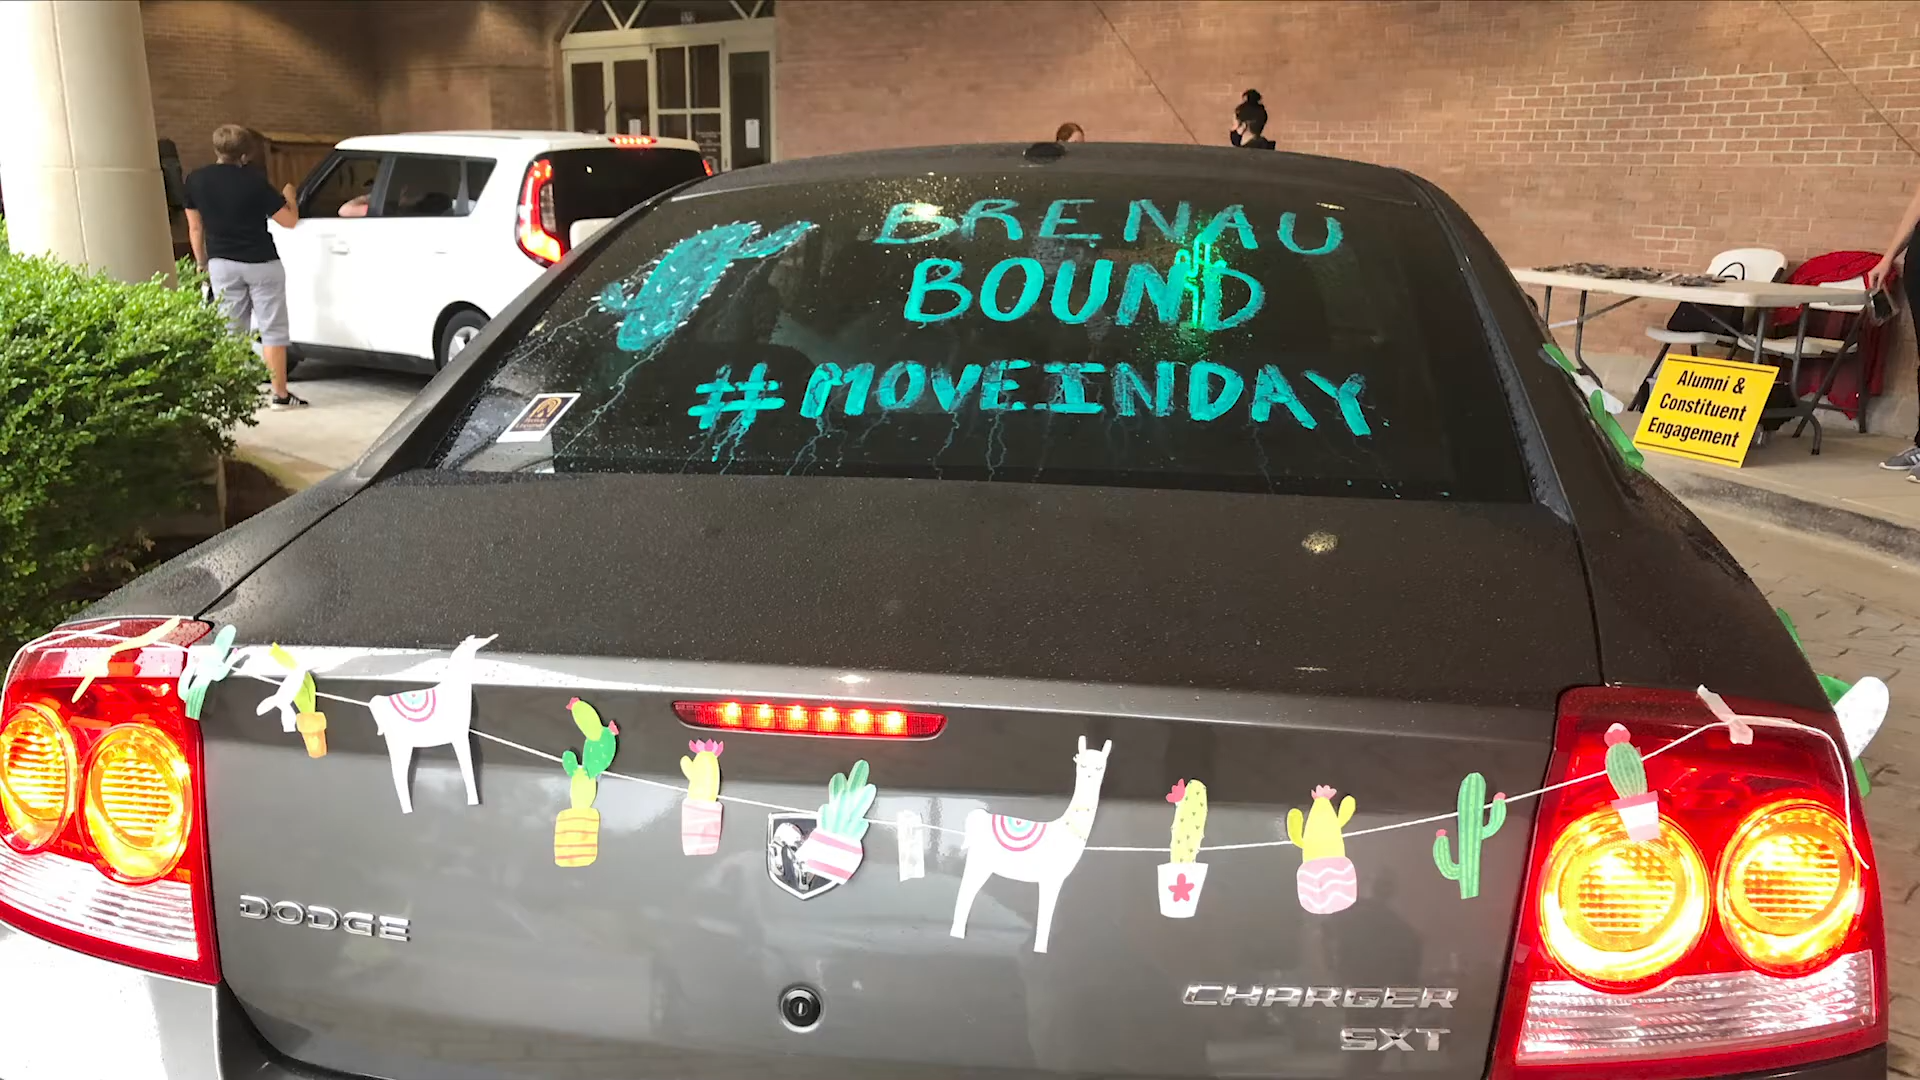 BRENAU
BOUND
#MOVEINDAY
Alumni &
Constituent
Engagement
DODGE
CHARGER
SXT